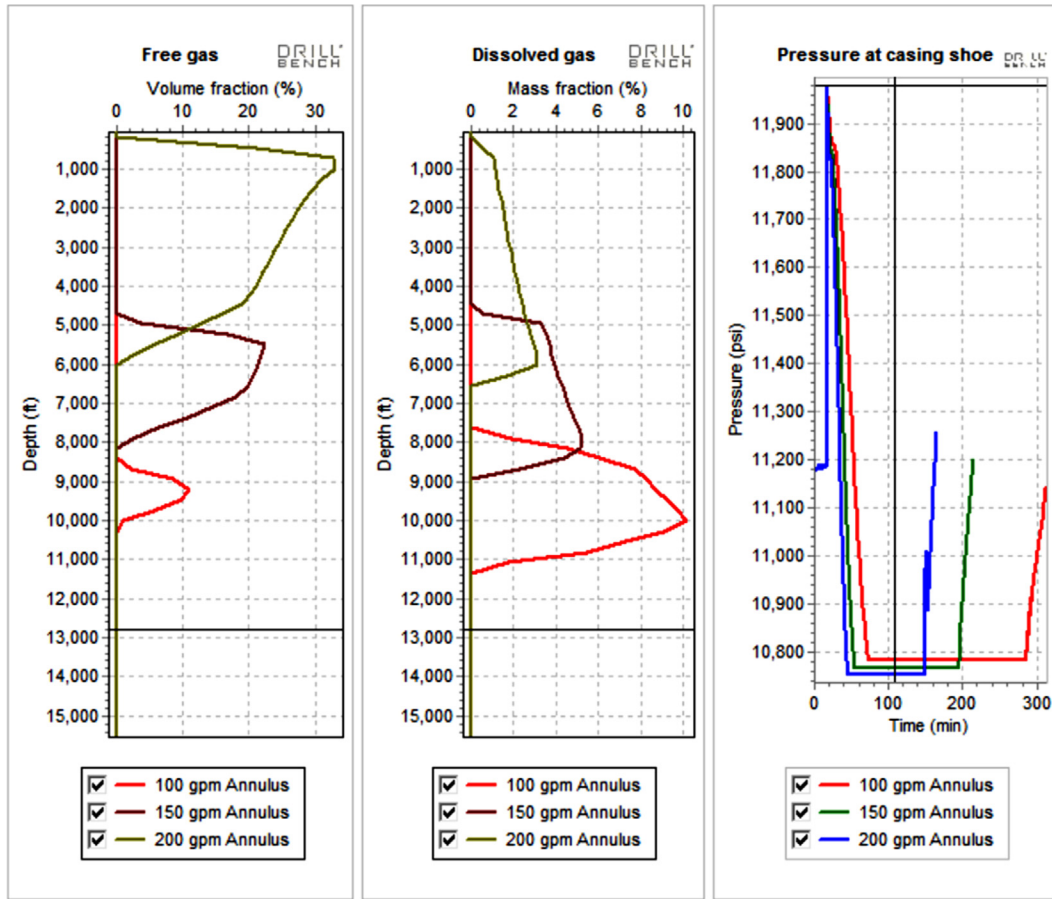 Free gas
DRILL
BENCH
Volume fraction (%)
0 10 20 30
Depth (ft)
1,000
2,000
3,000
4,000
5,000
6,000
7,000
8,000
9,000
10,000
11,000
12,000
13,000
14,000
15,000
100 gpm Annulus
150 gpm Annulus
200 gpm Annulus
Dissolved gas
DRILL
BENCH
Mass fraction (%)
0 2 4 6 8 10
Depth (ft)
1,000
2,000
3,000
4,000
5,000
6,000
7,000
8,000
9,000
10,000
11,000
12,000
13,000
14,000
15,000
100 gpm Annulus
150 gpm Annulus
200 gpm Annulus
Pressure at casing shoe
DRILL
BENCH
Pressure (psi)
11,900
11,800
11,700
11,600
11,500
11,400
11,300
11,200
11,100
11,000
10,900
10,800
0 100 200 300
Time (min)
100 gpm Annulus
150 gpm Annulus
200 gpm Annulus